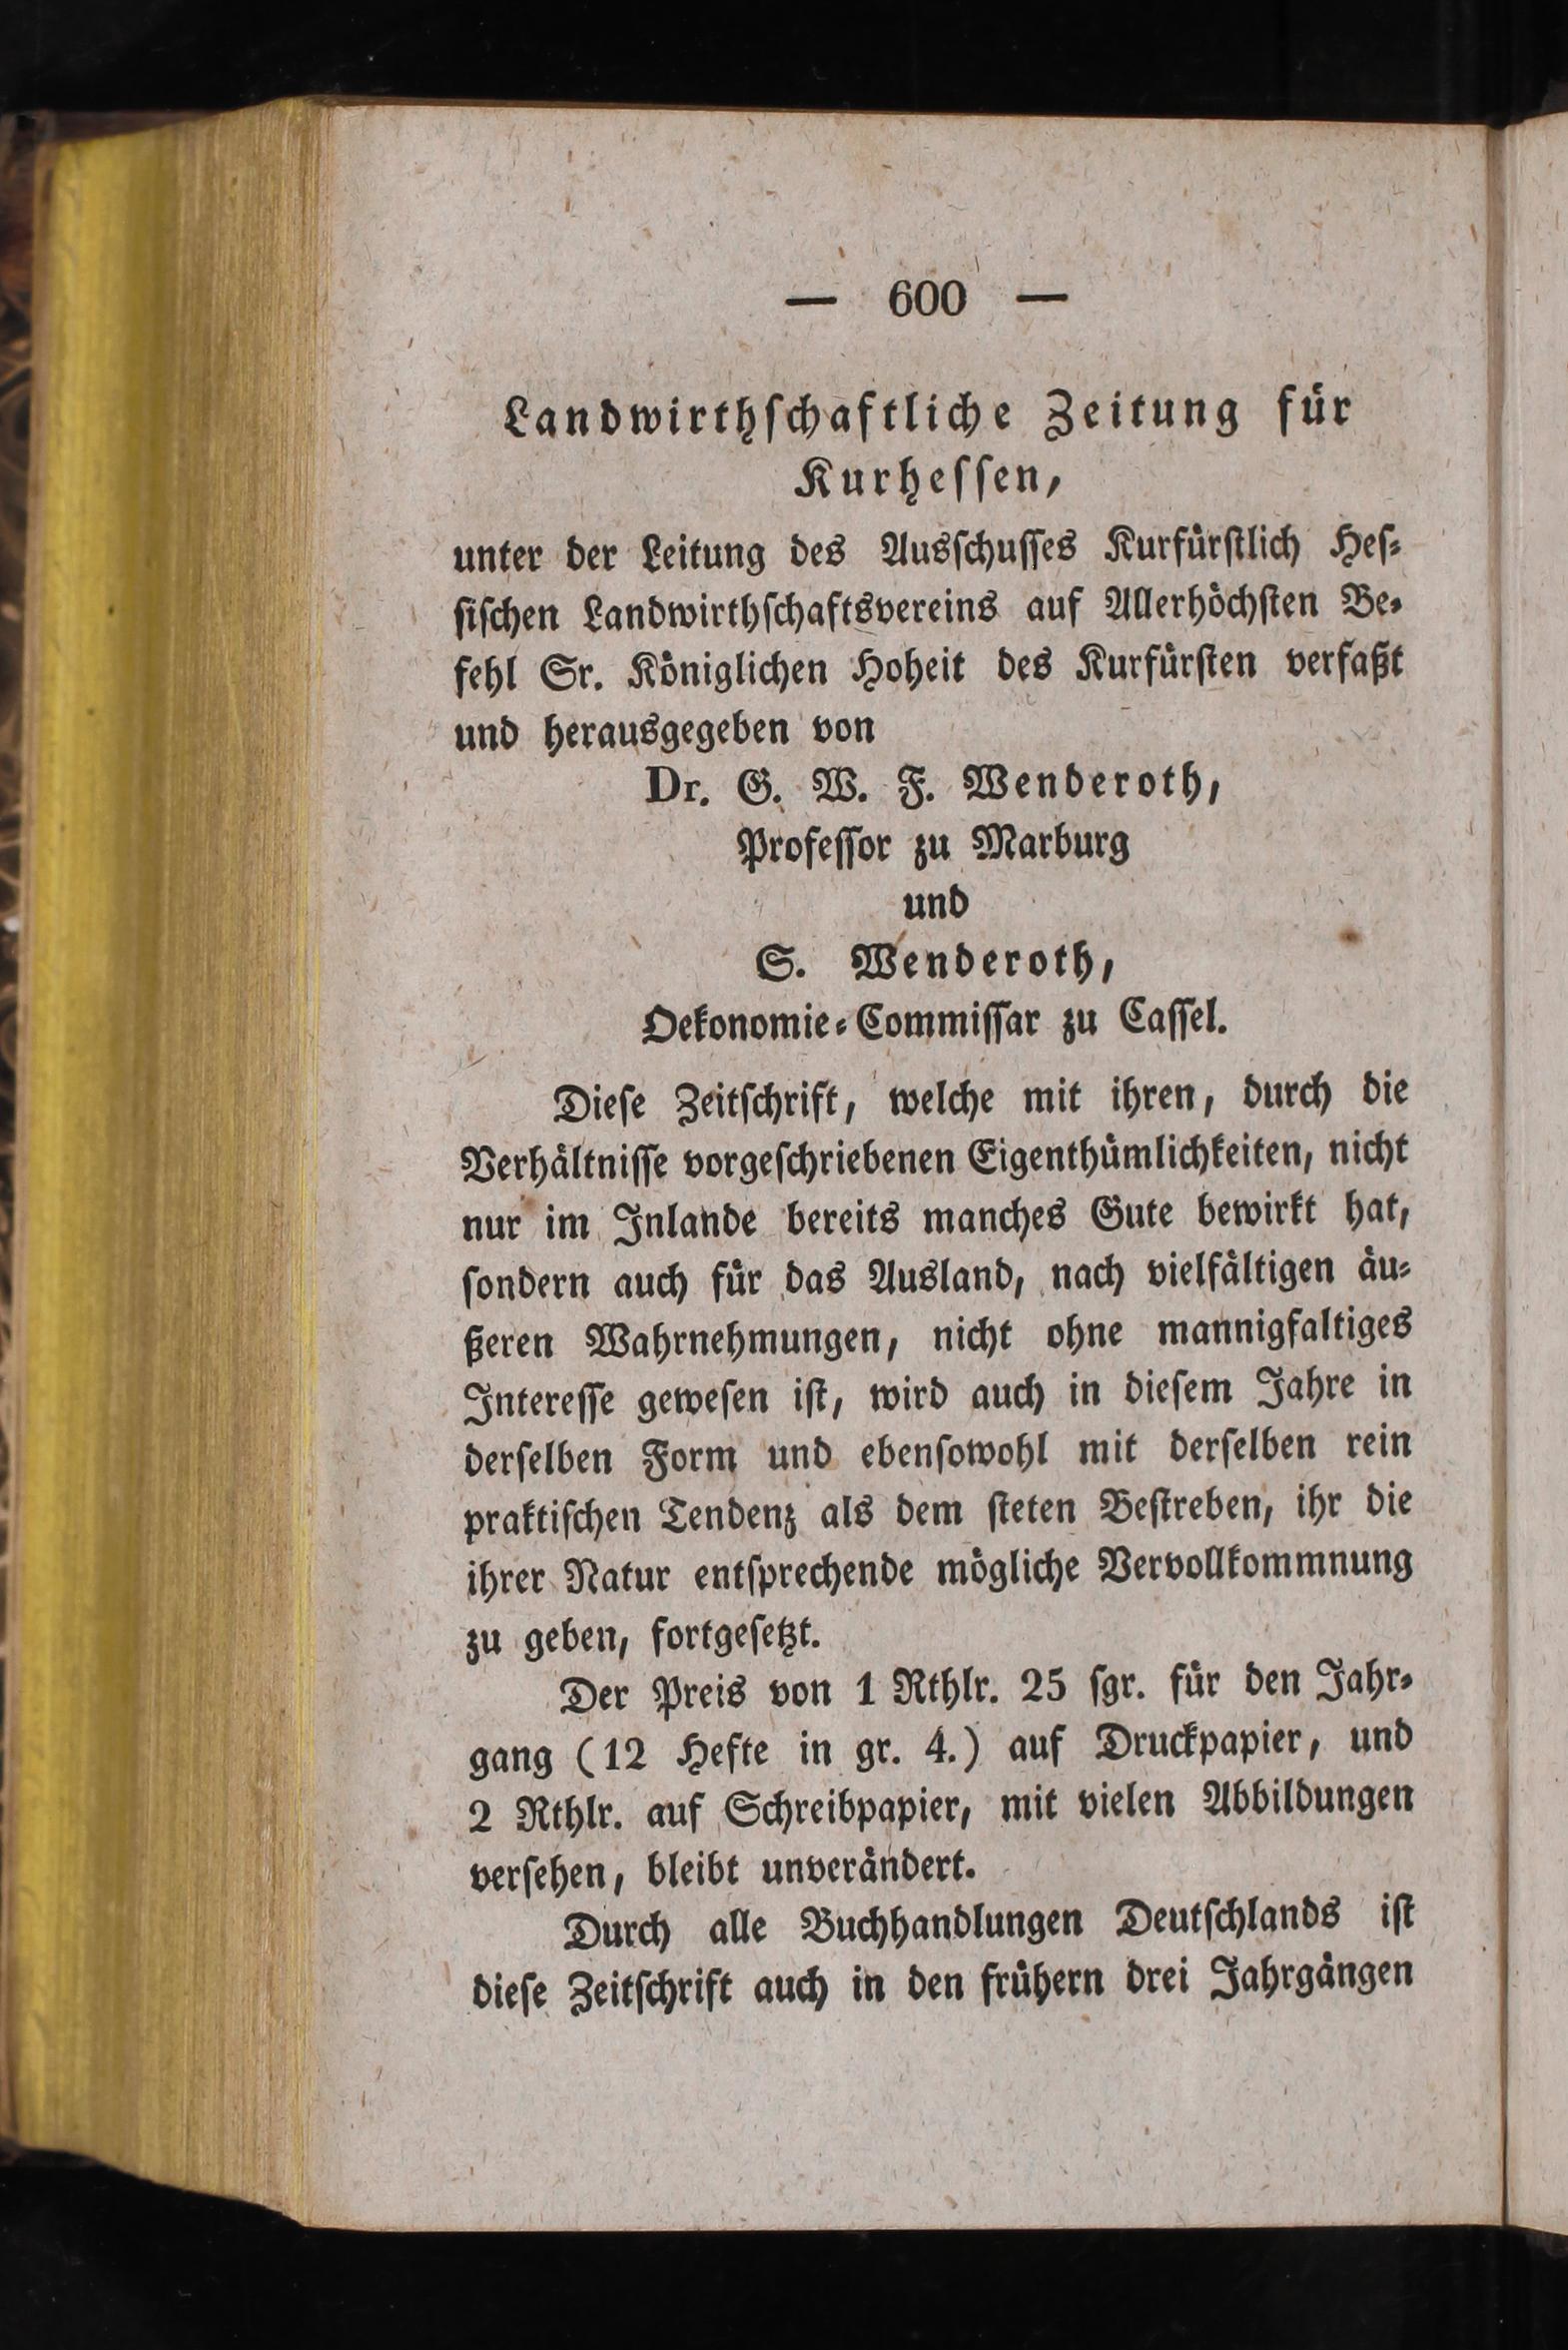 — 600 —
Landwirthschaftliche Zeitung für
Kurhessen,
unter der Leitung des Ausschusses Kurfürstlich Hes-
sischen Landwirthschaftsvereins auf Allerhöchsten Be-
fehl Sr. Königlichen Hoheit des Kurfürsten verfaßt
und herausgegeben von
Dr. G. W. F. Wenderoth,
Professor zu Marburg
und
S. Wenderoth,
Oekonomie-Commissar zu Cassel.
Diese Zeitschrift, welche mit ihren, durch die
Verhältnisse vorgeschriebenen Eigenthümlichkeiten, nicht
nur im Inlande bereits manches Gute bewirkt hat,
sondern auch für das Ausland, nach vielfältigen äu-
ßeren Wahrnehmungen, nicht ohne mannigfaltiges
Interesse gewesen ist, wird auch in diesem Jahre in
derselben Form und ebensowohl mit derselben rein
praktischen Tendenz als dem steten Bestreben, ihr die
ihrer Natur entsprechende mögliche Vervollkommnung
zu geben, fortgesetzt.
Der Preis von 1 Rthlr. 25 sgr. für den Jahr-
gang (12 Hefte in gr. 4.) auf Druckpapier, und
2 Rthlr. auf Schreibpapier, mit vielen Abbildungen
versehen, bleibt unverändert.
Durch alle Buchhandlungen Deutschlands ist
diese Zeitschrift auch in den frühern drei Jahrgängen